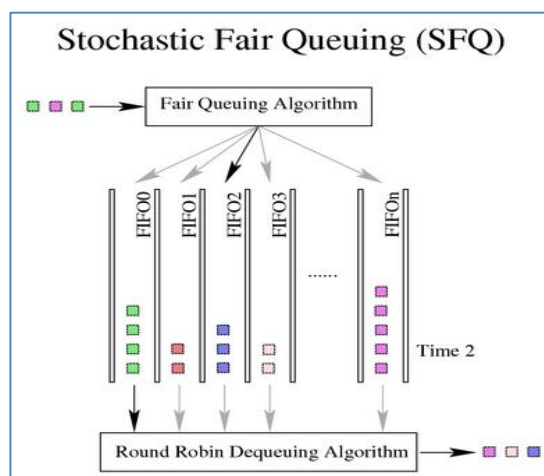 Stochastic Fair Queuing (SFQ)
Fair Queuing Algorithm
FIFO0
FIFO1
FIFO2
FIFO3
FIFOn
......
Time 2
Round Robin Dequeuing Algorithm